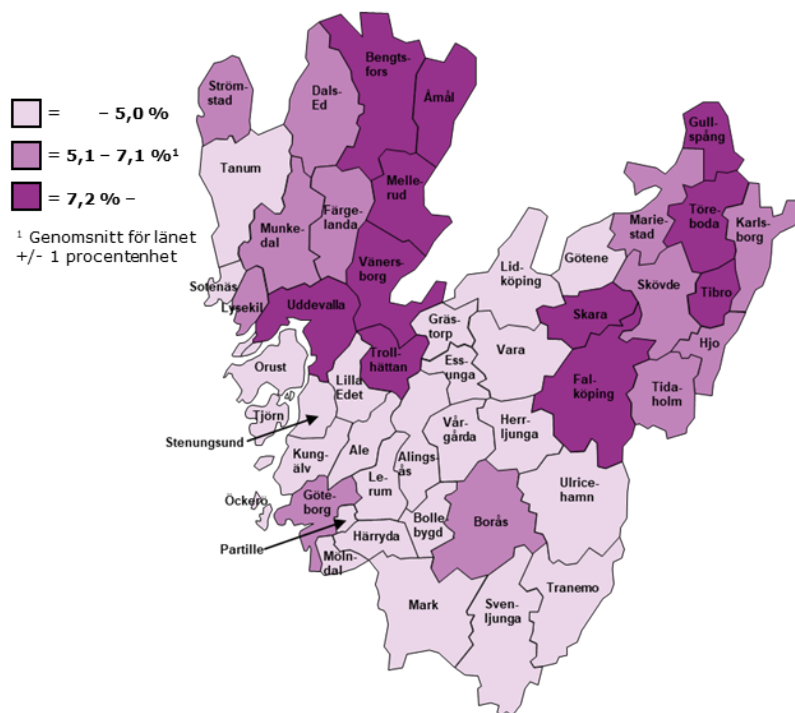 = – 5,0 %
= 5,1 – 7,1 %¹
= 7,2 % –
¹ Genomsnitt för länet
+/- 1 procentenhet
Ström-
stad
Tanum
Dals-
Ed
Bengts-
fors
Åmål
Melle-
rud
Färge-
landa
Munke-
dal
Sotenäs
Lysekil
Uddevalla
Väners-
borg
Troll-
hättan
Orust
Tjörn
Stenungsund
Lilla
Edet
Kung-
älv
Ale
Öckerö
Göte-
borg
Partille
Le-
rum
Härryda
Möln-
dal
Alings-
ås
Vår-
gårda
Bolle-
bygd
Borås
Mark
Sven-
ljunga
Tranemo
Ulrice-
hamn
Herr-
ljunga
Gräs-
torp
Ess-
unga
Vara
Lid-
köping
Götene
Skara
Fal-
köping
Skövde
Marie-
stad
Gull-
spång
Töre-
boda
Karls-
borg
Tibro
Hjo
Tida-
holm